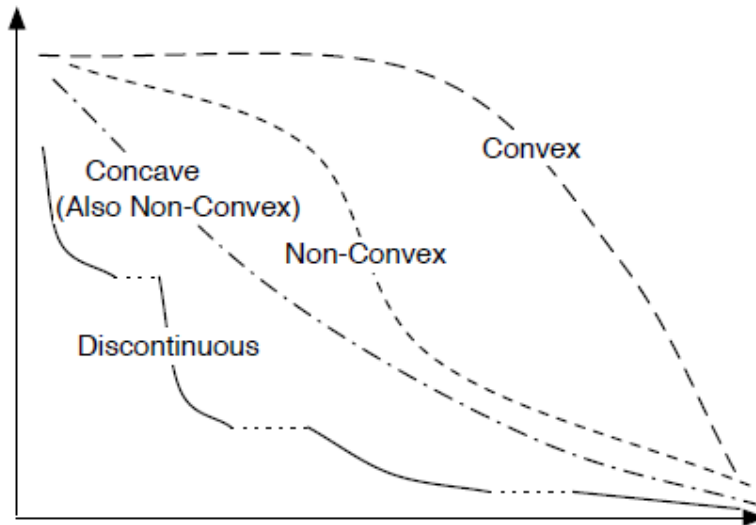 Convex
Concave
(Also Non-Convex)
Non-Convex
Discontinuous